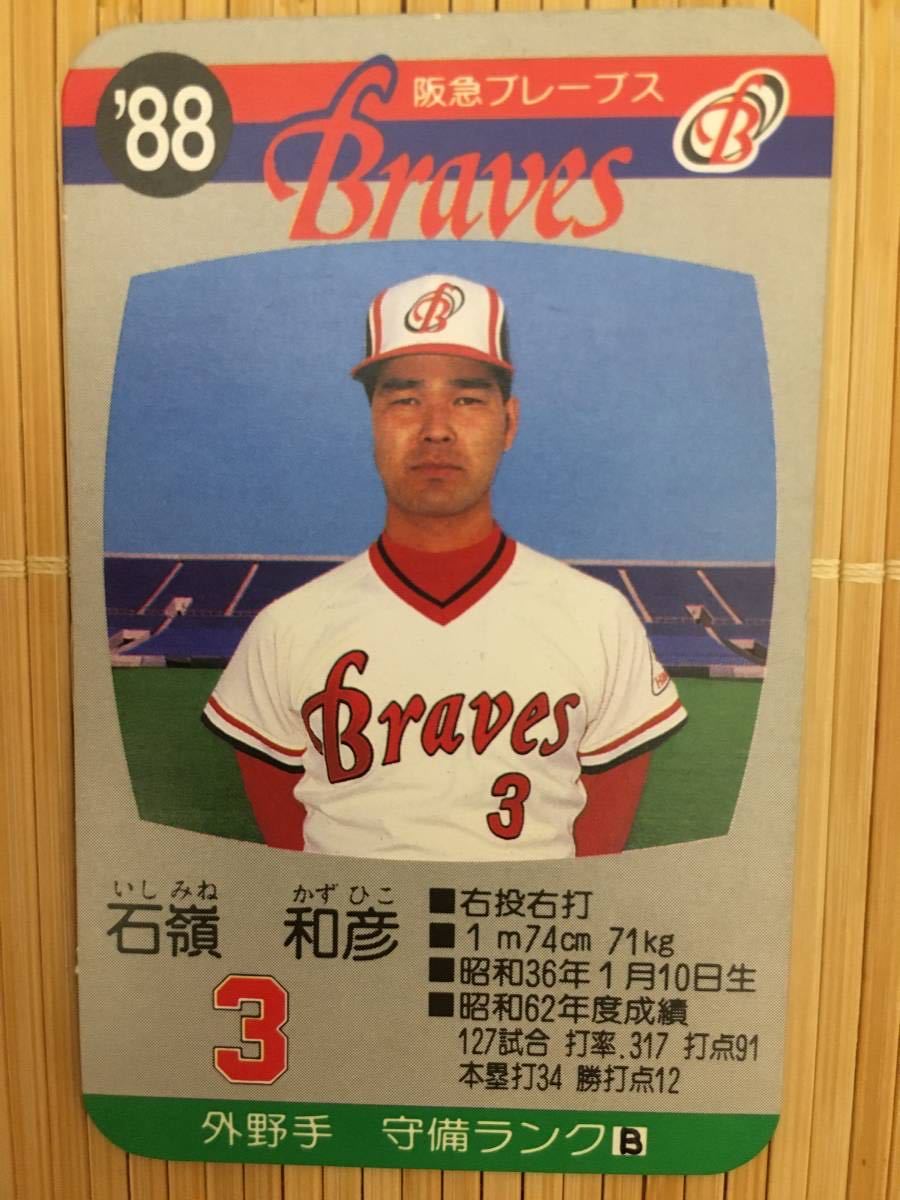 '88
阪急ブレーブス
B
Braves
B
Braves
3
いしみね かずひこ
石嶺 和彦
3
■右投右打
■1m74cm 71kg
■昭和36年1月10日生
■昭和62年度成績
127試合 打率.317 打点91
本塁打34 勝打点12
外野手 守備ランクB